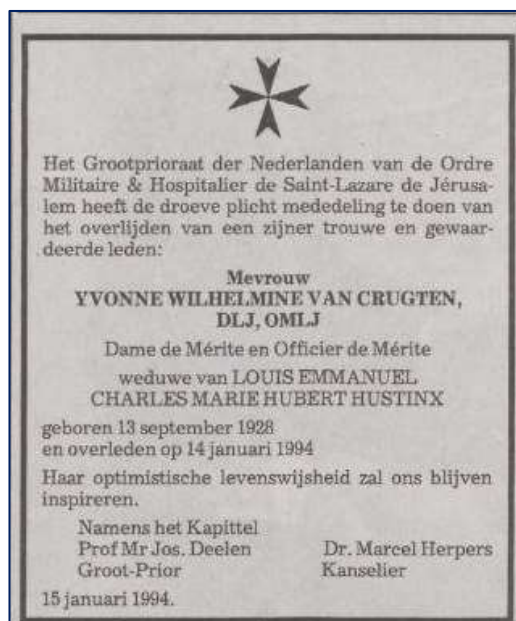 Het Grootprioraat der Nederlanden van de Ordre
Militaire & Hospitalier de Saint-Lazare de Jérusa-
lem heeft de droeve plicht mededeling te doen van
het overlijden van een zijner trouwe en gewaar-
deerde leden:
Mevrouw
YVONNE WILHELMINE VAN CRUGTEN,
DLJ, OMLJ
Dame de Mérite en Officier de Mérite
weduwe van LOUIS EMMANUEL
CHARLES MARIE HUBERT HUSTINX
geboren 13 september 1928
en overleden op 14 januari 1994
Haar optimistische levenswijsheid zal ons blijven
inspireren.
Namens het Kapittel
Prof Mr Jos. Deelen Dr. Marcel Herpers
Groot-Prior Kanselier
15 januari 1994.